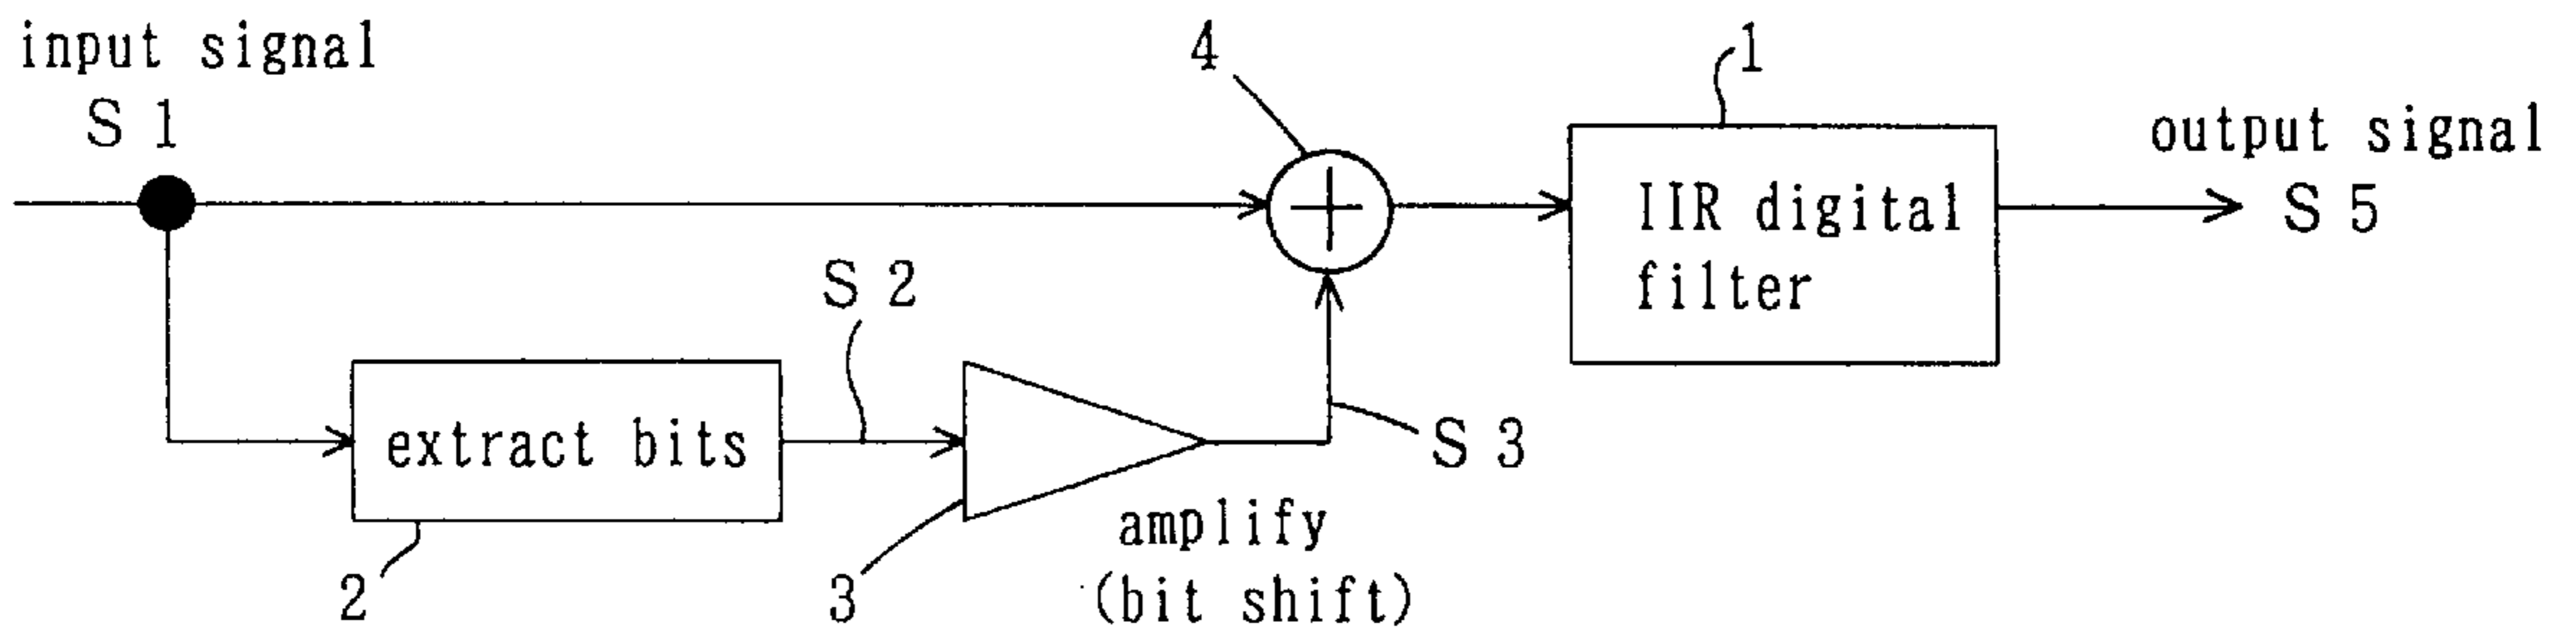 input signal
S 1
4
1
output signal
S 5
IIR digital
filter
S 2
extract bits
S 3
amplify
(bit shift)
2
3